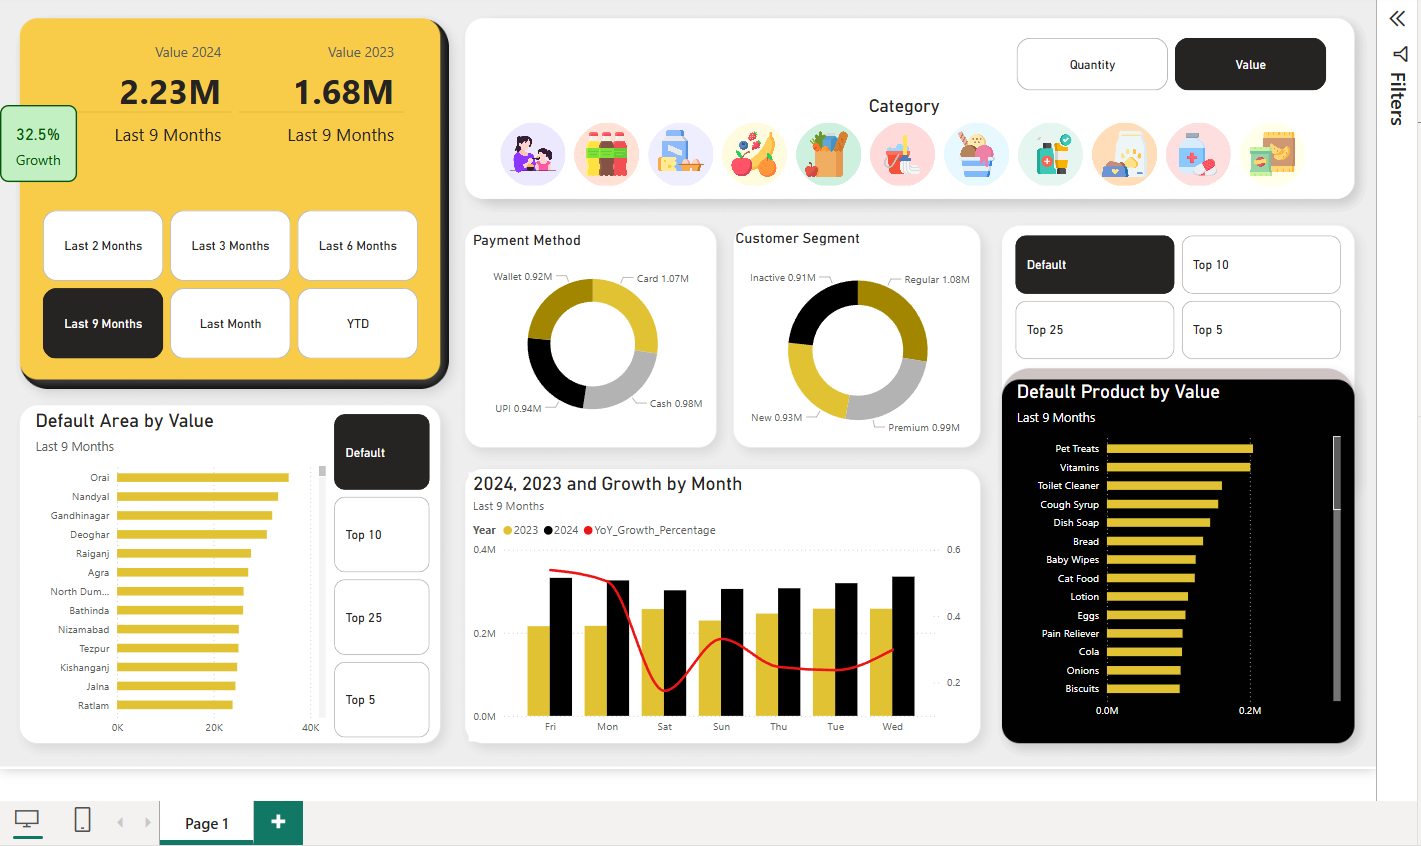 Value 2024
2.23M
Last 9 Months
Value 2023
1.68M
Last 9 Months
32.5%
Growth
Last 2 Months
Last 3 Months
Last 6 Months
Last 9 Months
Last Month
YTD
Quantity
Value
Category
Filters
Payment Method
Wallet 0.92M
Card 1.07M
UPI 0.94M
Cash 0.98M
Customer Segment
Inactive 0.91M
Regular 1.08M
New 0.93M
Premium 0.99M
Default
Top 10
Top 25
Top 5
Default Area by Value
Last 9 Months
Orai
Nandyal
Gandhinagar
Deoghar
Raiganj
Agra
North Dum...
Bathinda
Nizamabad
Tezpur
Kishanganj
Jalna
Ratlam
0K 20K 40K
Default
Top 10
Top 25
Top 5
2024, 2023 and Growth by Month
Last 9 Months
Year 2023 2024 YoY_Growth_Percentage
0.4M
0.2M
0.0M
0.6
0.4
0.2
Fri Mon Sat Sun Thu Tue Wed
Default Product by Value
Last 9 Months
Pet Treats
Vitamins
Toilet Cleaner
Cough Syrup
Dish Soap
Bread
Baby Wipes
Cat Food
Lotion
Eggs
Pain Reliever
Cola
Onions
Biscuits
0.0M 0.2M
Page 1
+